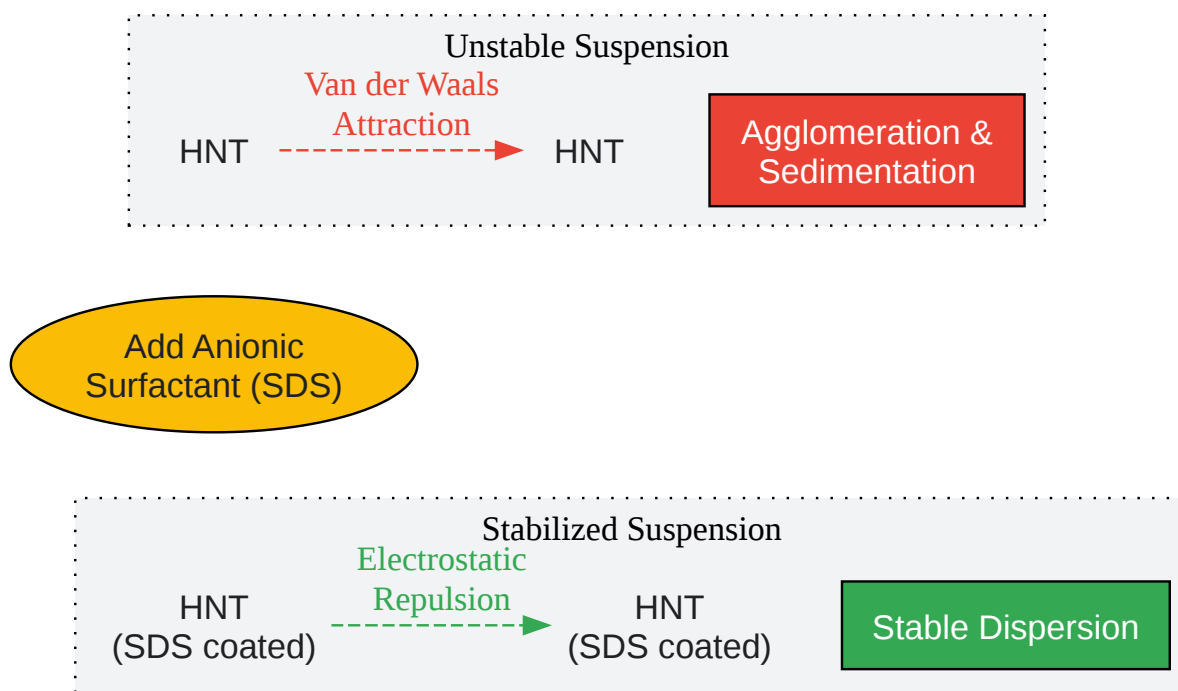 Unstable Suspension
Van der Waals
Attraction
HNT
HNT
Agglomeration &
Sedimentation
Add Anionic
Surfactant (SDS)
Stabilized Suspension
Electrostatic
Repulsion
HNT
(SDS coated)
HNT
(SDS coated)
Stable Dispersion